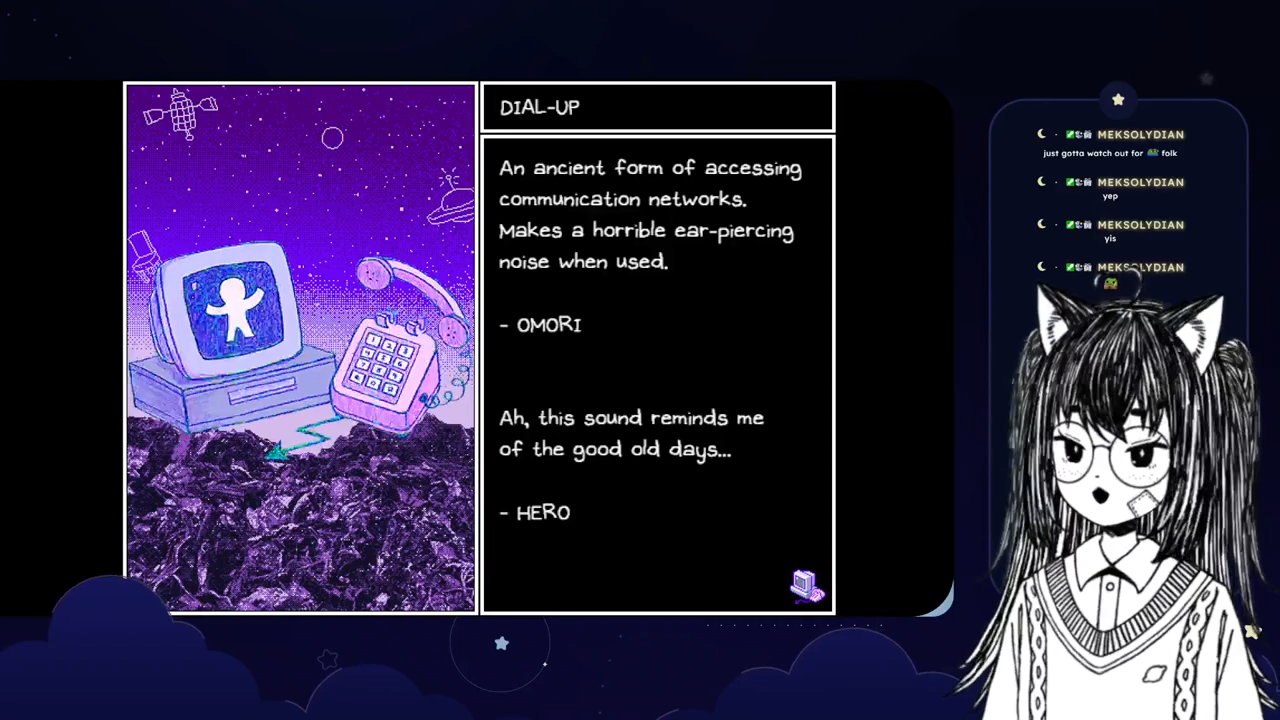 DIAL-UP
An ancient form of accessing
communication networks.
Makes a horrible ear-piercing
noise when used.
- OMORI
Ah, this sound reminds me
of the good old days...
- HERO
MEKSOLYDIAN
just gotta watch out for folk
MEKSOLYDIAN
yep
MEKSOLYDIAN
yis
MEKSOLYDIAN